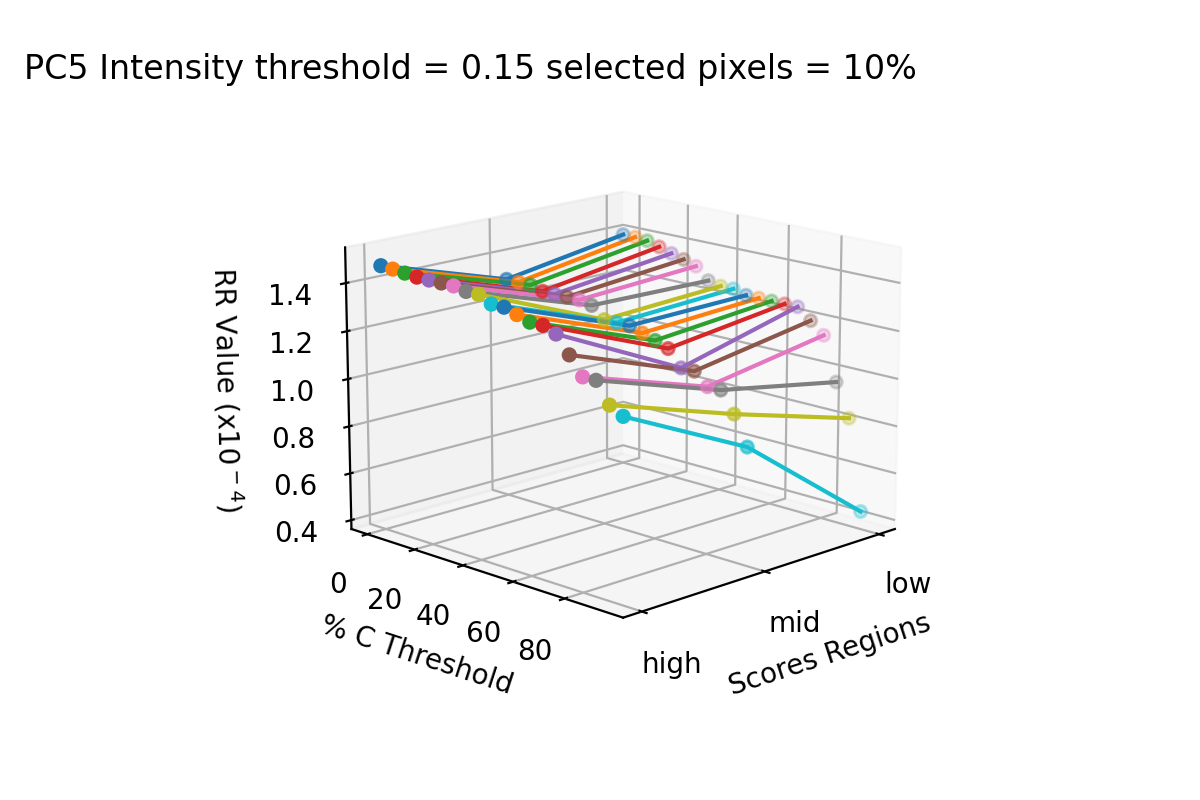 PC5 Intensity threshold = 0.15 selected pixels = 10%
RR Value (x10⁻⁴)
1.4
1.2
1.0
0.8
0.6
0.4
0
20
40
60
80
% C Threshold
high
mid
low
Scores Regions